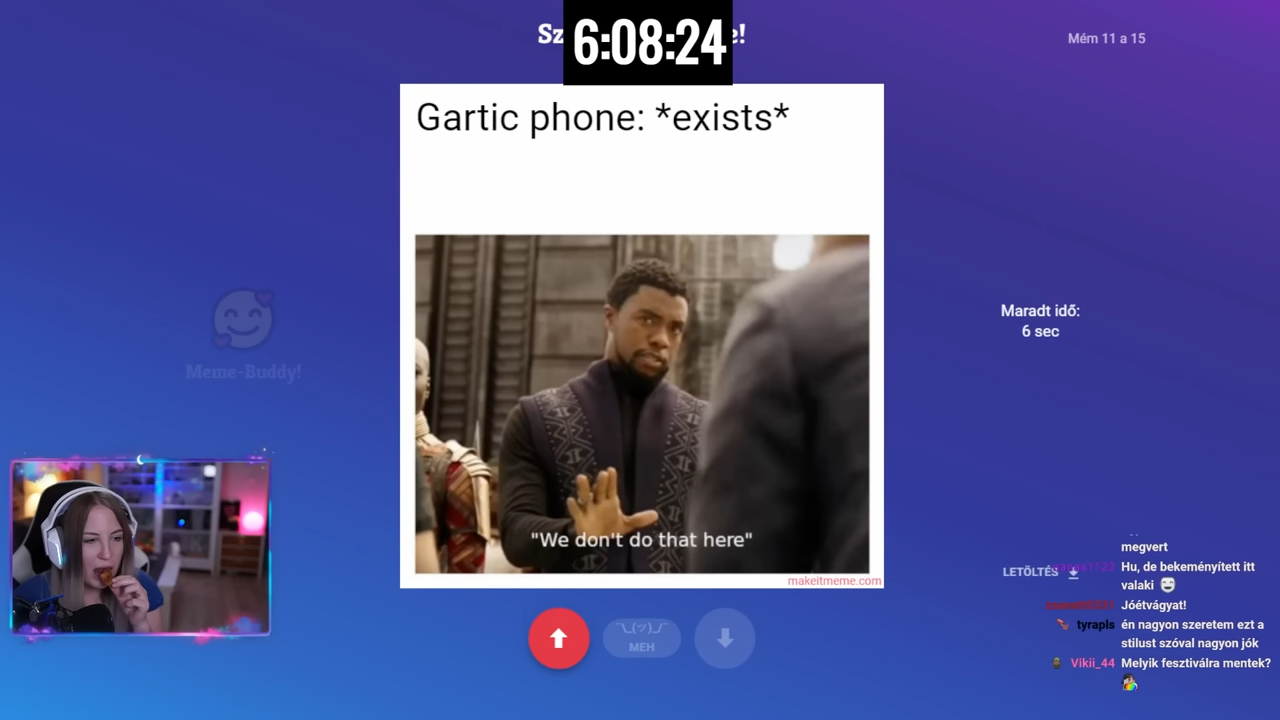 6:08:24
Sz
e!
Mém 11 a 15
Gartic phone: *exists*
"We don't do that here"
makeitmeme.com
Meme-Buddy!
Maradt idő:
6 sec
¯\_(ツ)_/¯
MEH
LETÖLTÉS
megvert
Hu, de bekeményített itt
valaki
Jóétvágyat!
tyrapls én nagyon szeretem ezt a
stilust szóval nagyon jók
Vikii_44 Melyik fesztiválra mentek?